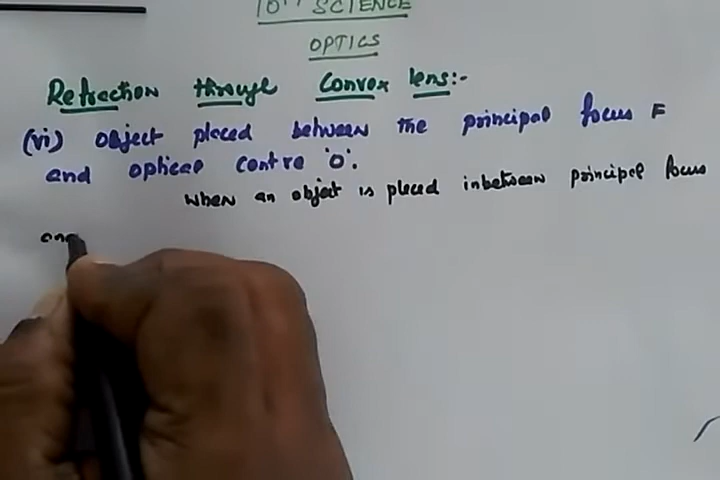 10th SCIENCE
OPTICS
Refraction through Convex lens:-
(vi) object placed between the principal focus F
and optical centre 'O'.
When an object is placed inbetween principal focus
and